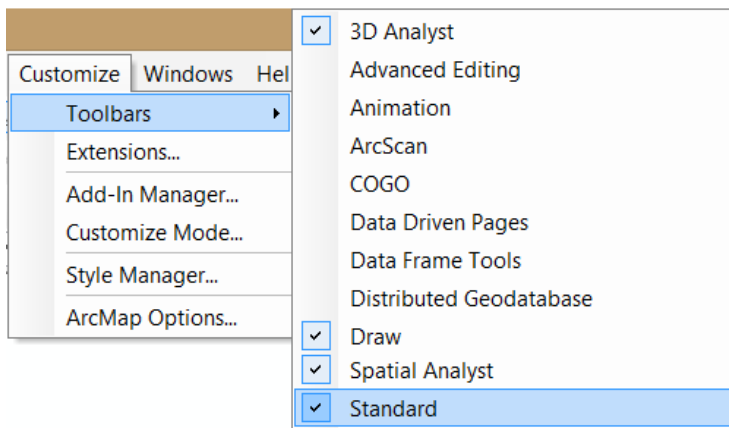 Customize Windows Hel
Toolbars
Extensions...
Add-In Manager...
Customize Mode...
Style Manager...
ArcMap Options...
3D Analyst
Advanced Editing
Animation
ArcScan
COGO
Data Driven Pages
Data Frame Tools
Distributed Geodatabase
Draw
Spatial Analyst
Standard